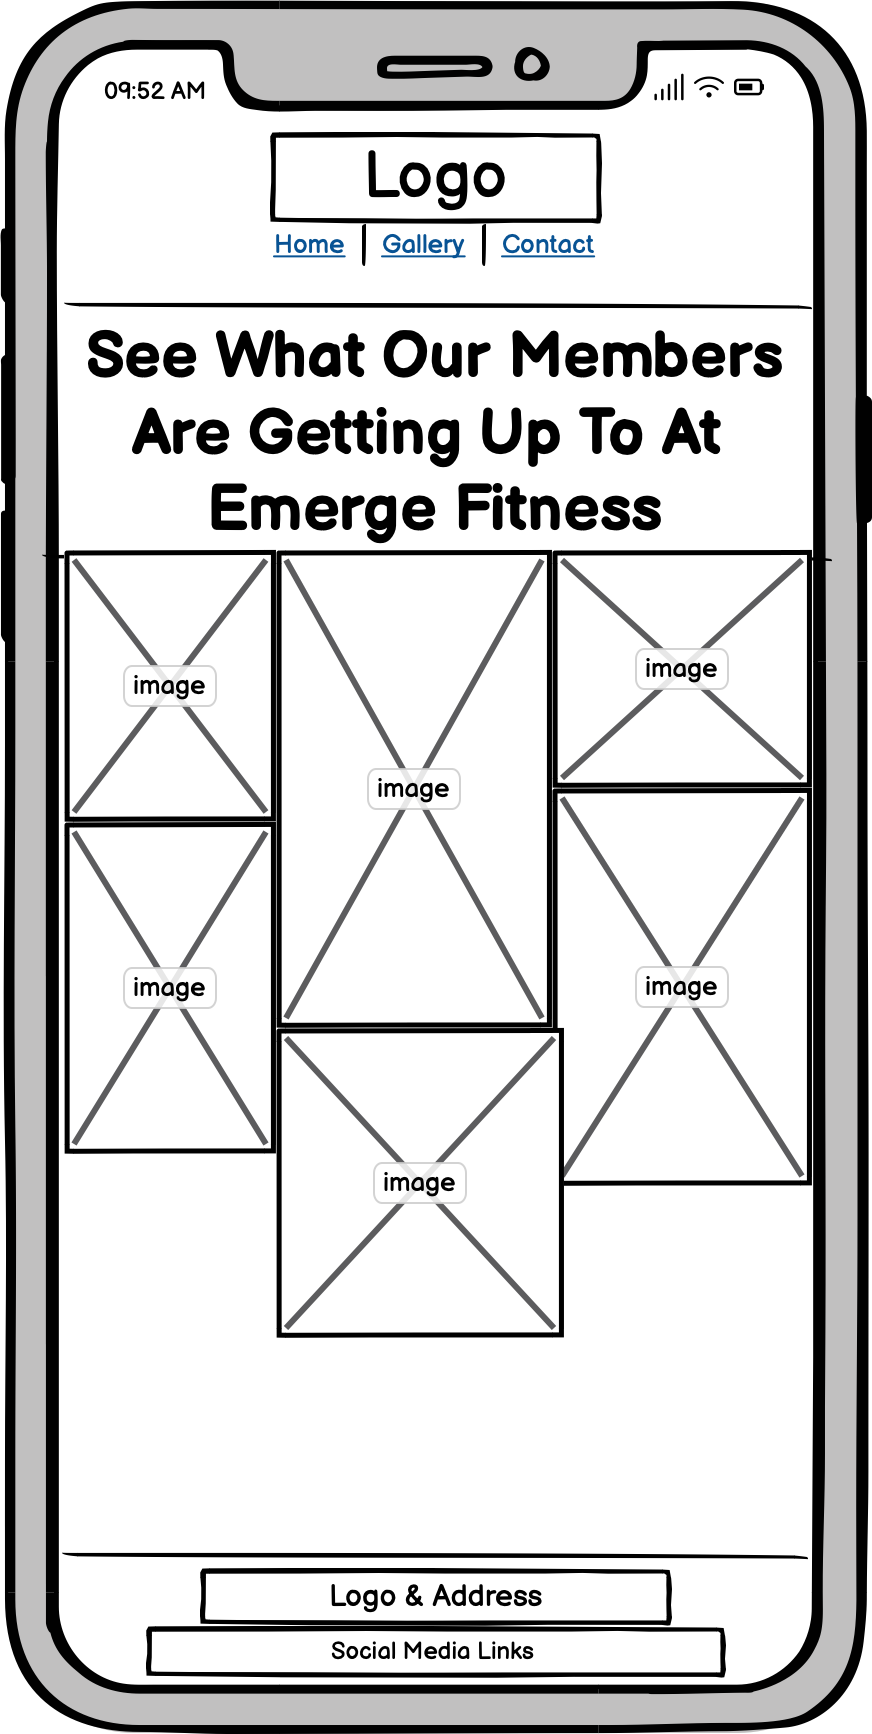 09:52 AM
Logo
Home Gallery Contact
See What Our Members
Are Getting Up To At
Emerge Fitness
image
image
image
image
image
image
Logo & Address
Social Media Links